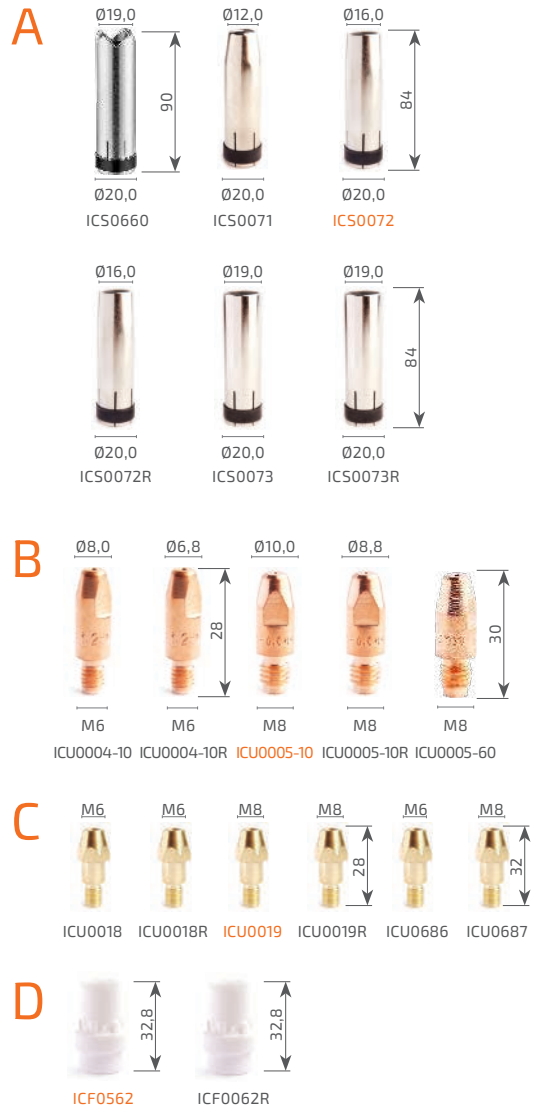 A
Ø19,0 Ø12,0 Ø16,0
90
84
Ø20,0 Ø20,0 Ø20,0
ICS0660 ICS0071 ICS0072
Ø16,0 Ø19,0 Ø19,0
84
Ø20,0 Ø20,0 Ø20,0
ICS0072R ICS0073 ICS0073R
B
Ø8,0 Ø6,8 Ø10,0 Ø8,8
28
30
M6 M6 M8 M8 M8
ICU0004-10 ICU0004-10R ICU0005-10 ICU0005-10R ICU0005-60
C
M6 M6 M8 M8 M6 M8
28
32
ICU0018 ICU0018R ICU0019 ICU0019R ICU0686 ICU0687
D
32,8
32,8
ICF0562 ICF0062R